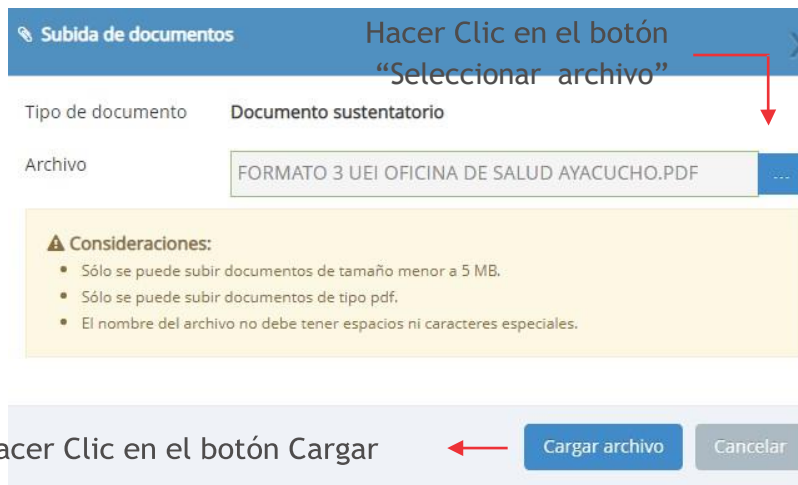 Subida de documentos
Hacer Clic en el botón
“Seleccionar archivo”
Tipo de documento Documento sustentatorio
Archivo FORMATO 3 UEI OFICINA DE SALUD AYACUCHO.PDF ...
Consideraciones:
Sólo se puede subir documentos de tamaño menor a 5 MB.
Sólo se puede subir documentos de tipo pdf.
El nombre del archivo no debe tener espacios ni caracteres especiales.
acer Clic en el botón Cargar
Cargar archivo Cancelar